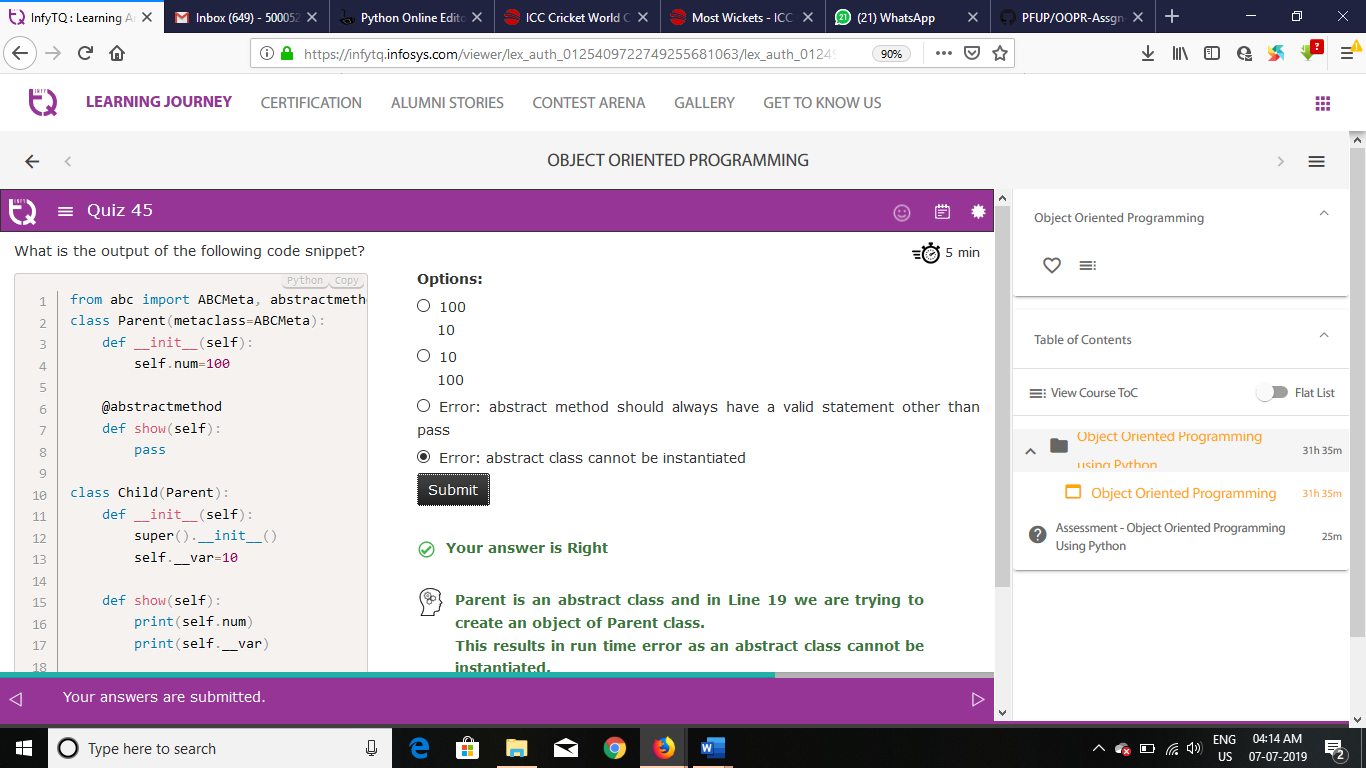 InfyTQ : Learning A
Inbox (649) - 500052
Python Online Edito
ICC Cricket World C
Most Wickets - ICC
(21) WhatsApp
PFUP/OOPR-Assgn
https://infytq.infosys.com/viewer/lex_auth_0125409722749255681063/lex_auth_01249
90%
INFY
LEARNING JOURNEY
CERTIFICATION
ALUMNI STORIES
CONTEST ARENA
GALLERY
GET TO KNOW US
OBJECT ORIENTED PROGRAMMING
Quiz 45
What is the output of the following code snippet?
5 min
Python Copy
1 from abc import ABCMeta, abstractmeth
2 class Parent(metaclass=ABCMeta):
3 def __init__(self):
4 self.num=100
5
6 @abstractmethod
7 def show(self):
8 pass
9
10 class Child(Parent):
11 def __init__(self):
12 super().__init__()
13 self.__var=10
14
15 def show(self):
16 print(self.num)
17 print(self.__var)
18
Options:
100
10
10
100
Error: abstract method should always have a valid statement other than
pass
Error: abstract class cannot be instantiated
Submit
Your answer is Right
Parent is an abstract class and in Line 19 we are trying to
create an object of Parent class.
This results in run time error as an abstract class cannot be
instantiated.
Your answers are submitted.
Object Oriented Programming
Table of Contents
View Course ToC
Flat List
Object Oriented Programming
using Python
31h 35m
Object Oriented Programming
31h 35m
Assessment - Object Oriented Programming
Using Python
25m
Type here to search
ENG
US
04:14 AM
07-07-2019
2